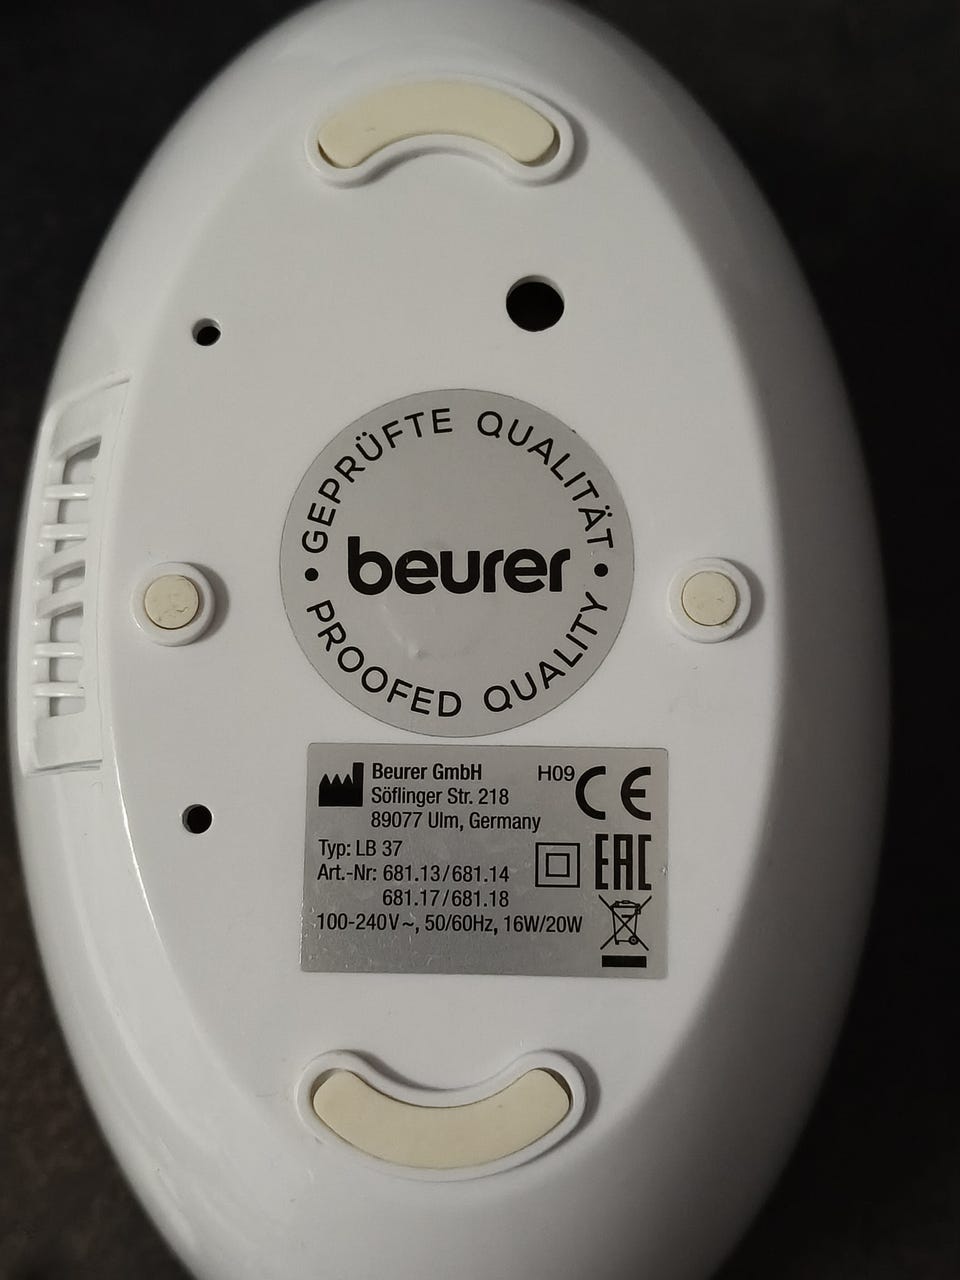 GEPRÜFTE QUALITÄT
beurer
PROOFED QUALITY
Beurer GmbH H09 CE
Söflinger Str. 218
89077 Ulm, Germany
Typ: LB 37 EAC
Art.-Nr: 681.13/681.14
681.17/681.18
100-240V~, 50/60Hz, 16W/20W